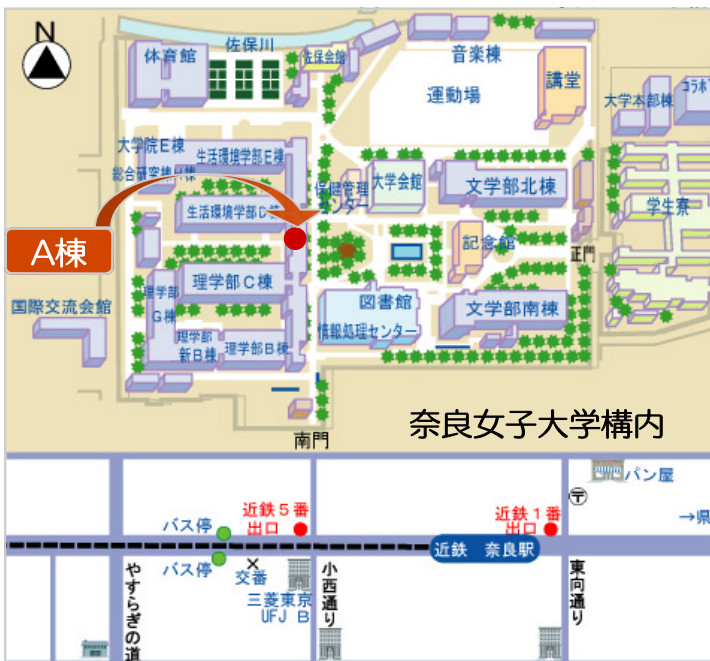 N
佐保川
体育館
佐保会館
音楽棟
運動場
講堂
大学本部棟
コラボ
大学院E棟
生活環境学部E棟
総合研究棟H棟
保健管理
センター
大学会館
文学部北棟
学生寮
生活環境学部D棟
A棟
記念館
正門
理学部C棟
理学部
G棟
国際交流会館
図書館
情報処理センター
文学部南棟
理学部
新B棟
理学部B棟
南門
奈良女子大学構内
パン屋
〒
近鉄5番
出口
近鉄1番
出口
→県
バス停
近鉄 奈良駅
バス停
交番
三菱東京
UFJ B
やすらぎの道
小西通り
東向通り